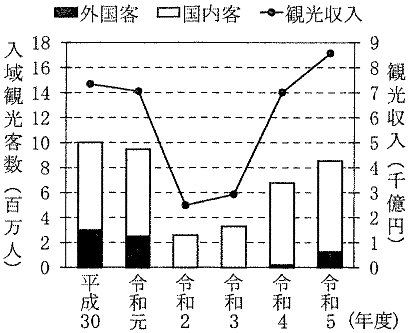 外国客 国内客 観光収入
入域観光客数(百万人)
18
16
14
12
10
8
6
4
2
0
観光収入(千億円)
9
8
7
6
5
4
3
2
1
0
平成30
令和元
令和2
令和3
令和4
令和5
(年度)